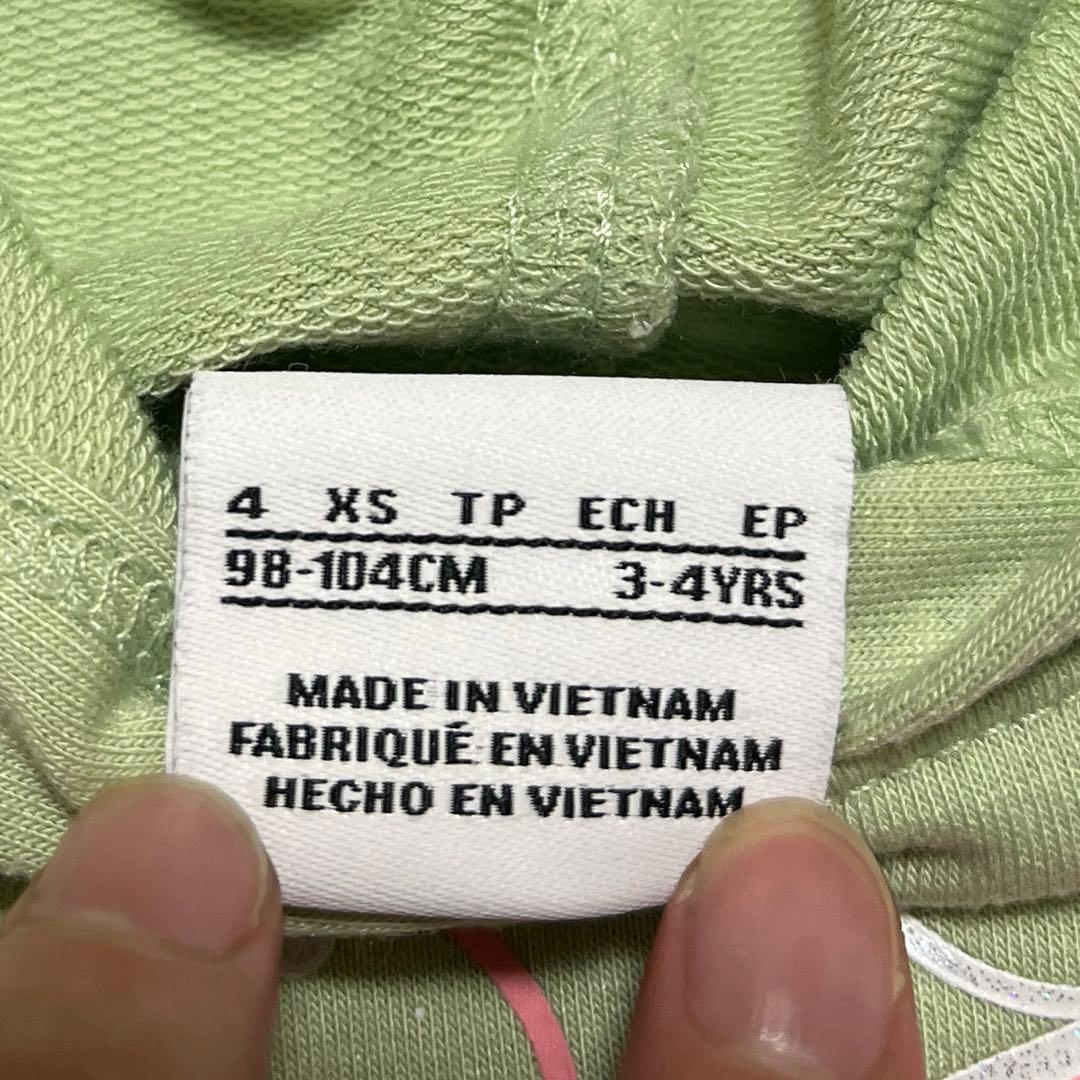 4 XS TP ECH EP
98-104CM 3-4YRS
MADE IN VIETNAM
FABRIQUÉ EN VIETNAM
HECHO EN VIETNAM